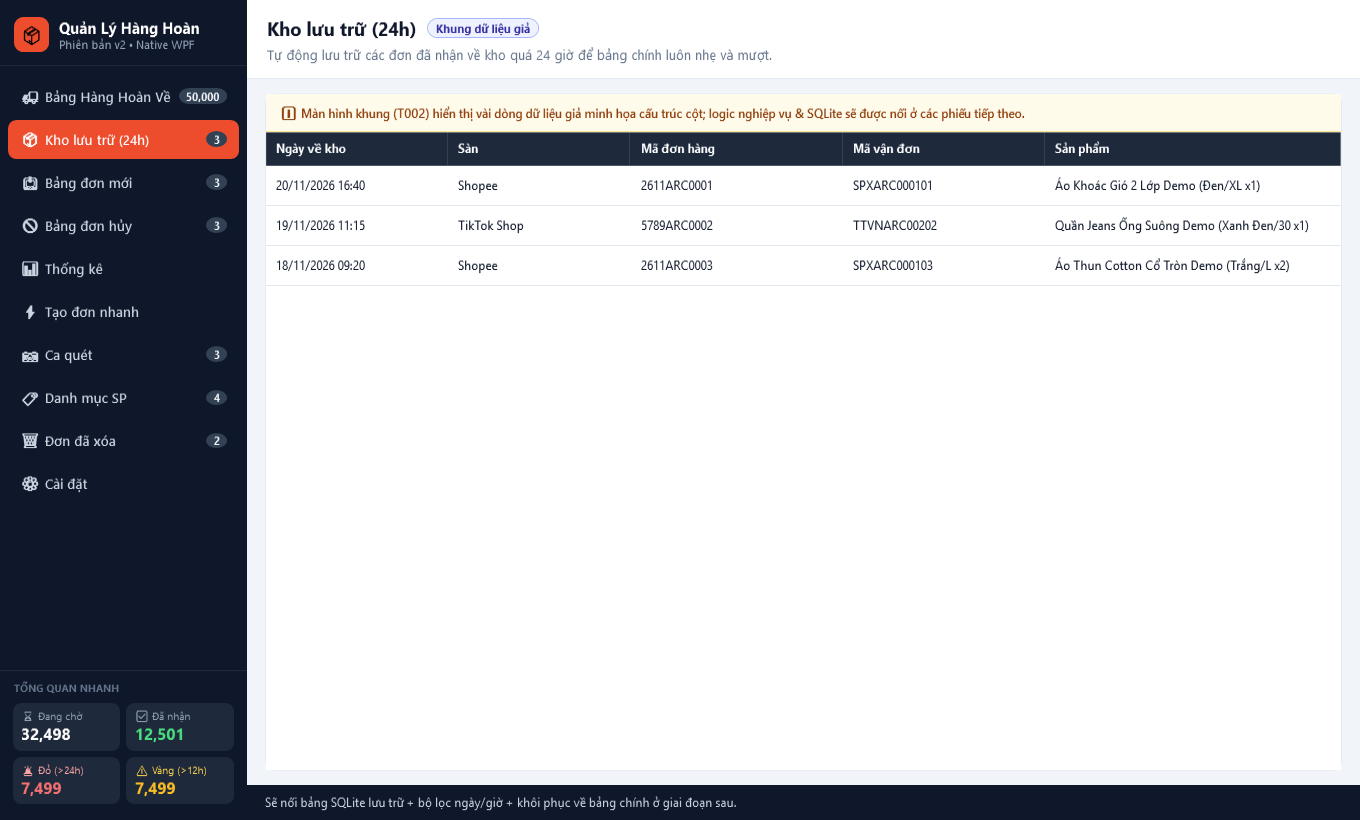 Quản Lý Hàng Hoàn
Phiên bản v2 • Native WPF
Bảng Hàng Hoàn Về 50,000
Kho lưu trữ (24h) 3
Bảng đơn mới 3
Bảng đơn hủy 3
Thống kê
Tạo đơn nhanh
Ca quét 3
Danh mục SP 4
Đơn đã xóa 2
Cài đặt
TỔNG QUAN NHANH
Đang chờ
32,498
Đã nhận
12,501
Đỏ (>24h)
7,499
Vàng (>12h)
7,499
Kho lưu trữ (24h) Khung dữ liệu giả
Tự động lưu trữ các đơn đã nhận về kho quá 24 giờ để bảng chính luôn nhẹ và mượt.
Màn hình khung (T002) hiển thị vài dòng dữ liệu giả minh họa cấu trúc cột; logic nghiệp vụ & SQLite sẽ được nối ở các phiếu tiếp theo.
Ngày về kho Sàn Mã đơn hàng Mã vận đơn Sản phẩm
20/11/2026 16:40 Shopee 2611ARC0001 SPXARC000101 Áo Khoác Gió 2 Lớp Demo (Đen/XL x1)
19/11/2026 11:15 TikTok Shop 5789ARC0002 TTVNARC00202 Quần Jeans Ống Suông Demo (Xanh Đen/30 x1)
18/11/2026 09:20 Shopee 2611ARC0003 SPXARC000103 Áo Thun Cotton Cổ Tròn Demo (Trắng/L x2)
Sẽ nối bảng SQLite lưu trữ + bộ lọc ngày/giờ + khôi phục về bảng chính ở giai đoạn sau.